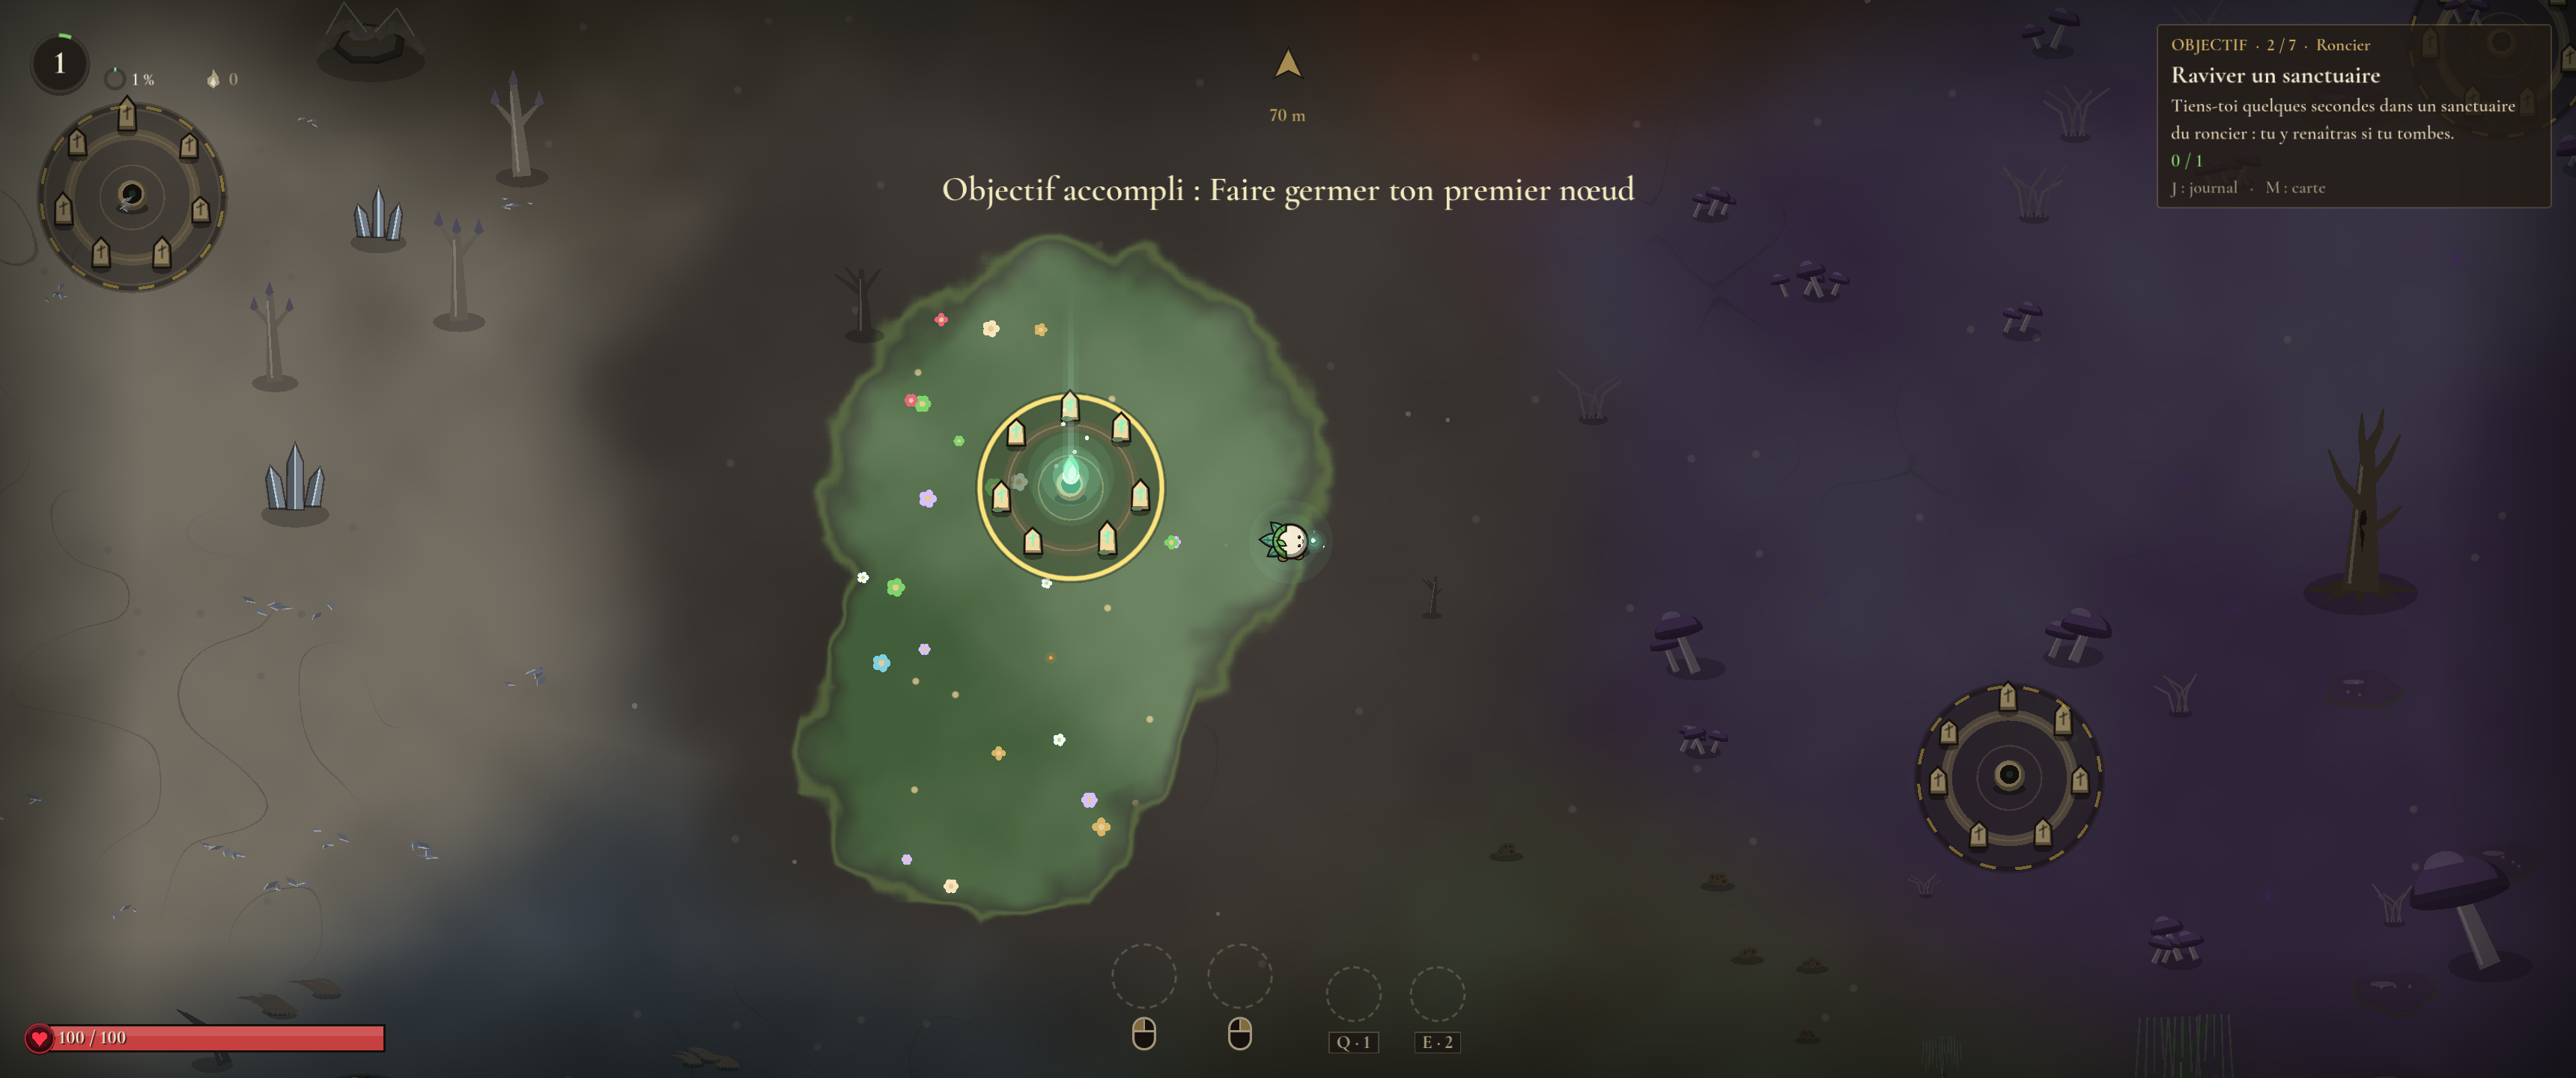 1
1 %
0
70 m
Objectif accompli : Faire germer ton premier nœud
OBJECTIF · 2 / 7 · Roncier
Raviver un sanctuaire
Tiens-toi quelques secondes dans un sanctuaire
du roncier : tu y renaîtras si tu tombes.
0 / 1
J : journal · M : carte
100 / 100
Q · 1
E · 2